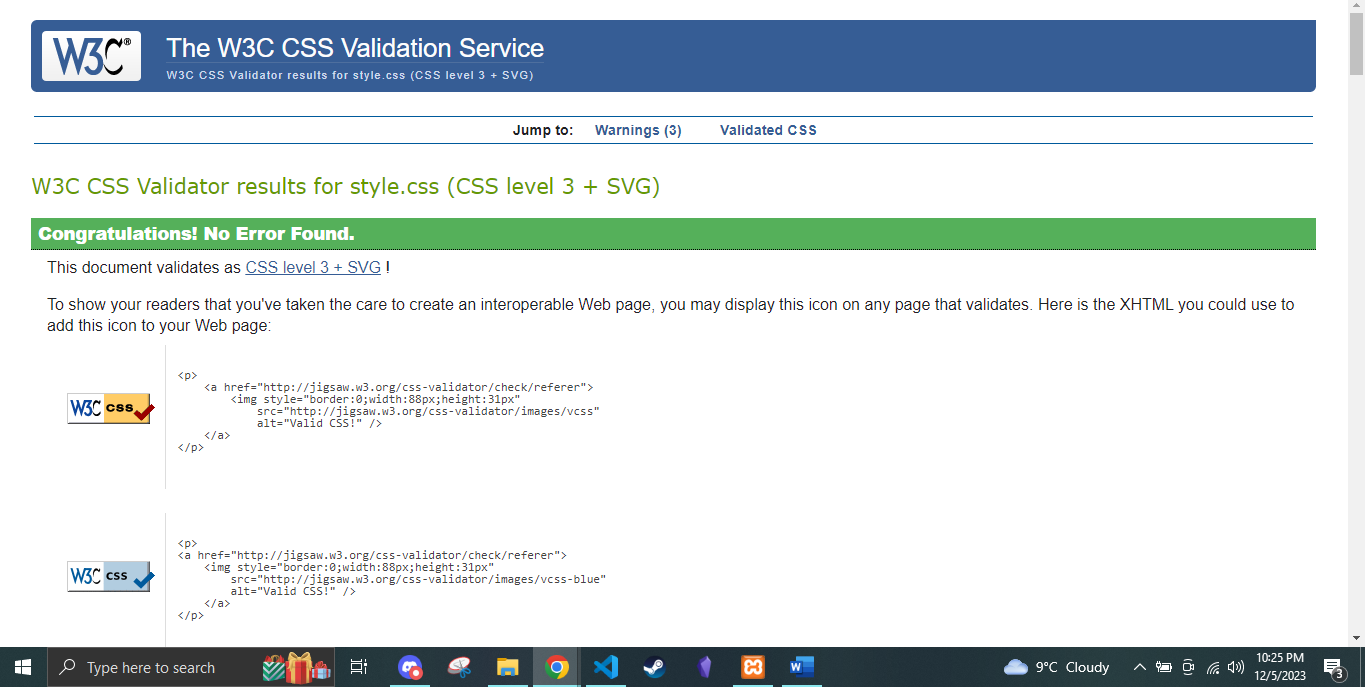 W3C®
The W3C CSS Validation Service
W3C CSS Validator results for style.css (CSS level 3 + SVG)
Jump to: Warnings (3) Validated CSS
W3C CSS Validator results for style.css (CSS level 3 + SVG)
Congratulations! No Error Found.
This document validates as CSS level 3 + SVG !
To show your readers that you've taken the care to create an interoperable Web page, you may display this icon on any page that validates. Here is the XHTML you could use to
add this icon to your Web page:
W3C css
<p>
    <a href="http://jigsaw.w3.org/css-validator/check/referer">
        <img style="border:0;width:88px;height:31px"
            src="http://jigsaw.w3.org/css-validator/images/vcss"
            alt="Valid CSS!" />
    </a>
</p>
W3C css
<p>
<a href="http://jigsaw.w3.org/css-validator/check/referer">
    <img style="border:0;width:88px;height:31px"
        src="http://jigsaw.w3.org/css-validator/images/vcss-blue"
        alt="Valid CSS!" />
    </a>
</p>
Type here to search
W
9°C Cloudy
10:25 PM
12/5/2023
3